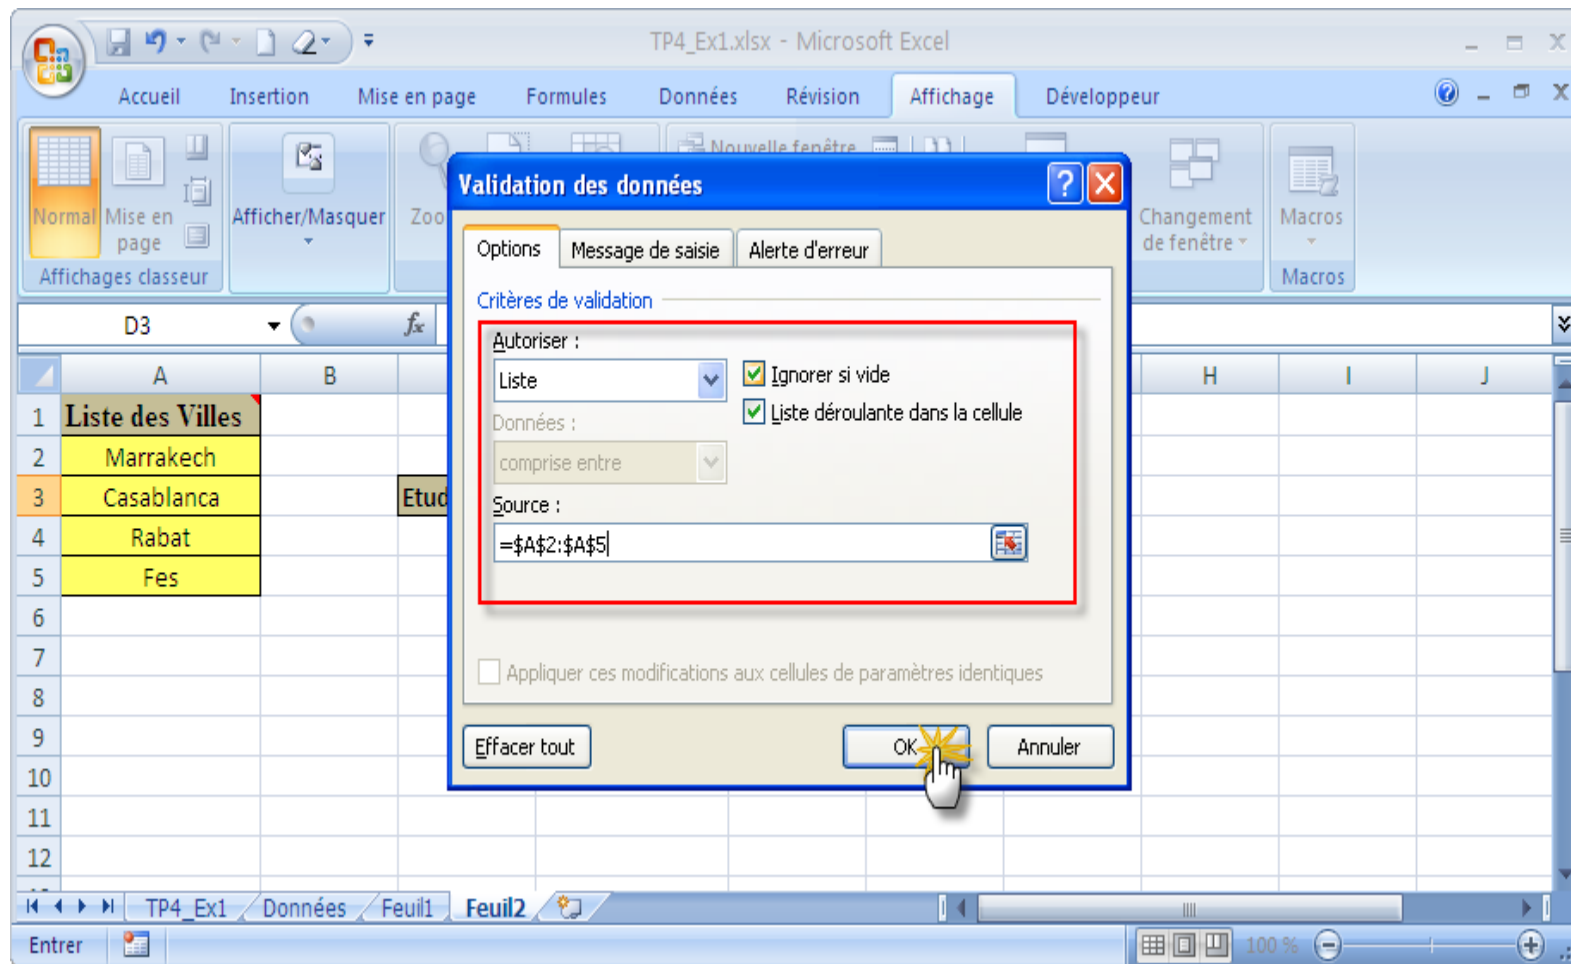 TP4_Ex1.xlsx - Microsoft Excel
Accueil Insertion Mise en page Formules Données Révision Affichage Développeur
Nouvelle fenêtre
Normal Mise en page Afficher/Masquer Zoo Changement de fenêtre Macros
Affichages classeur Macros
D3 fx
A B H I J
1 Liste des Villes
2 Marrakech
3 Casablanca Etud
4 Rabat
5 Fes
6
7
8
9
10
11
12
Validation des données
Options Message de saisie Alerte d'erreur
Critères de validation
Autoriser :
Liste Ignorer si vide
Liste déroulante dans la cellule
Données :
comprise entre
Source :
=$A$2:$A$5
Appliquer ces modifications aux cellules de paramètres identiques
Effacer tout OK Annuler
TP4_Ex1 Données Feuil1 Feuil2
Entrer 100 %